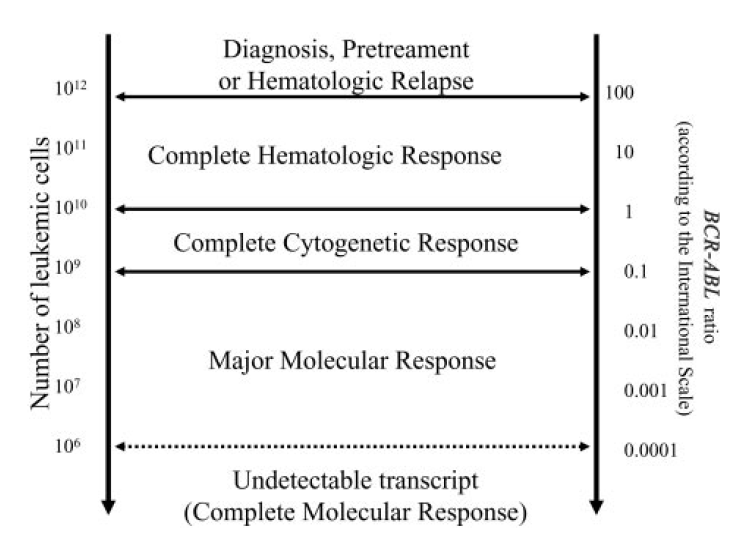 Diagnosis, Pretreament
or Hematologic Relapse
10¹²
100
10¹¹
Complete Hematologic Response
10
10¹⁰
1
Complete Cytogenetic Response
10⁹
0.1
10⁸
0.01
Major Molecular Response
10⁷
0.001
10⁶
0.0001
Undetectable transcript
(Complete Molecular Response)
Number of leukemic cells
BCR-ABL ratio
(according to the International Scale)